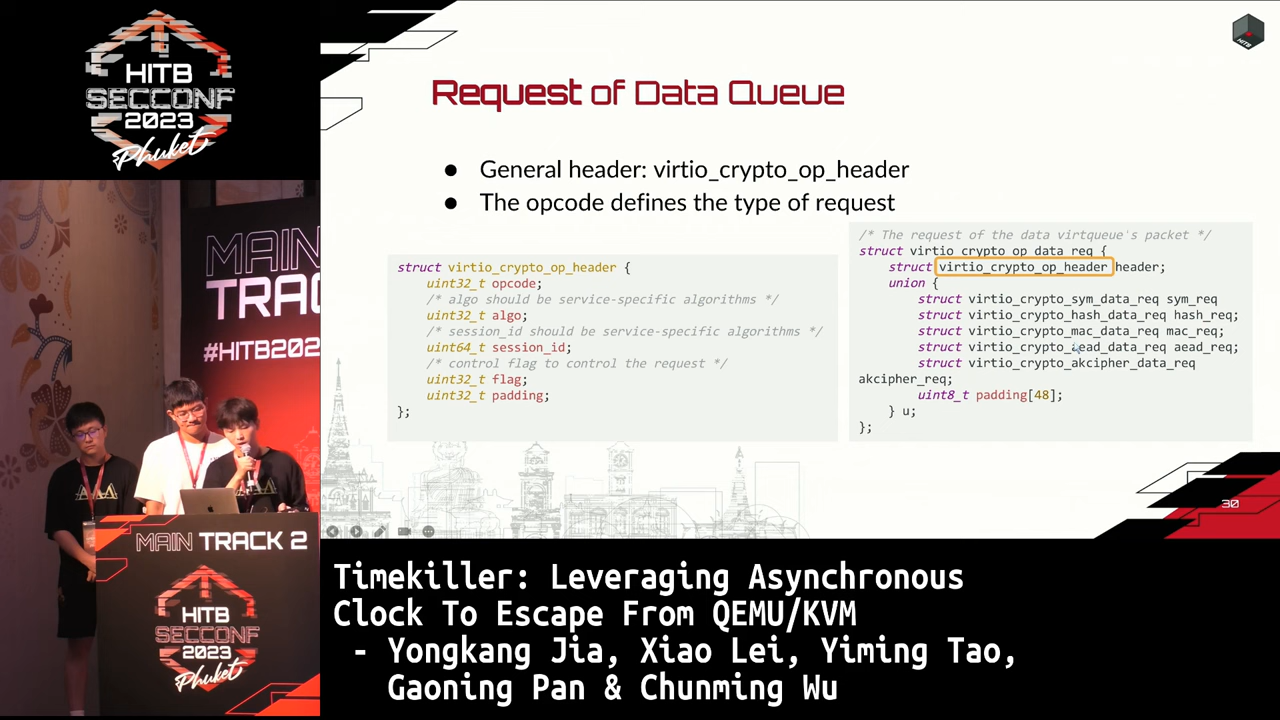 HITB
SECCONF
2023
Phuket
HITB
Request of Data Queue
● General header: virtio_crypto_op_header
● The opcode defines the type of request
struct virtio_crypto_op_header {
uint32_t opcode;
/* algo should be service-specific algorithms */
uint32_t algo;
/* session_id should be service-specific algorithms */
uint64_t session_id;
/* control flag to control the request */
uint32_t flag;
uint32_t padding;
};
/* The request of the data virtqueue's packet */
struct virtio_crypto_op_data_req {
struct virtio_crypto_op_header header;
union {
struct virtio_crypto_sym_data_req sym_req
struct virtio_crypto_hash_data_req hash_req;
struct virtio_crypto_mac_data_req mac_req;
struct virtio_crypto_aead_data_req aead_req;
struct virtio_crypto_akcipher_data_req
akcipher_req;
uint8_t padding[48];
} u;
};
30
MAIN
TRAC
#HITB202
AAA
MAIN TRACK 2
HITB
SECCONF
2023
Phuket
Timekiller: Leveraging Asynchronous
Clock To Escape From QEMU/KVM
- Yongkang Jia, Xiao Lei, Yiming Tao,
Gaoning Pan & Chunming Wu